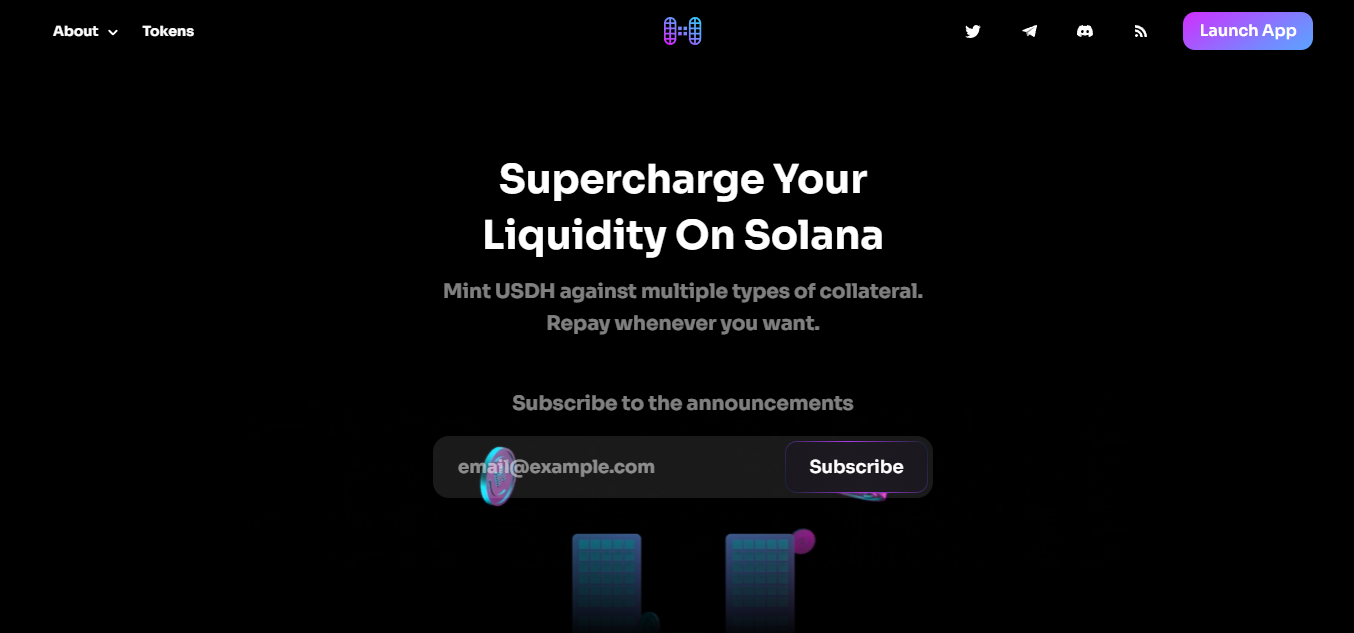 About
Tokens
Launch App
Supercharge Your
Liquidity On Solana
Mint USDH against multiple types of collateral.
Repay whenever you want.
Subscribe to the announcements
email@example.com
Subscribe